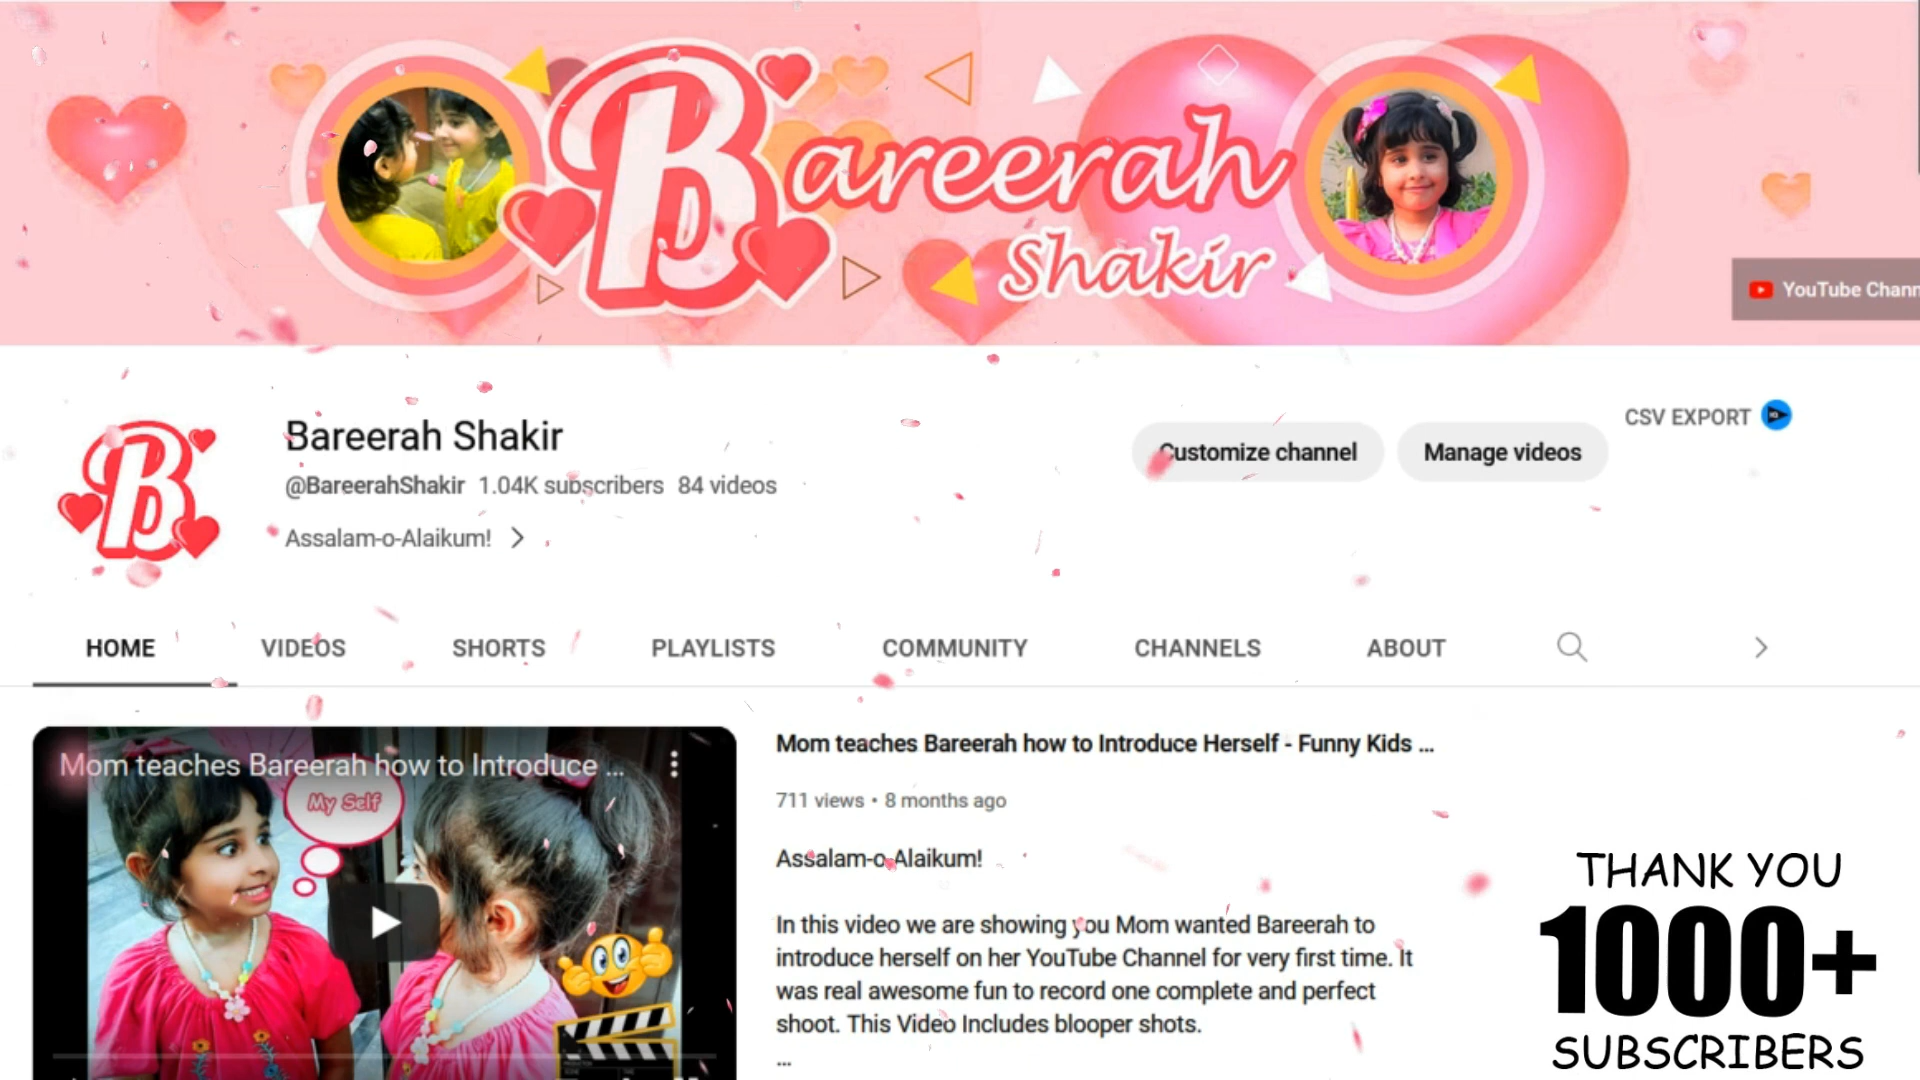 Bareerah
Shakir
YouTube Chann
B
Bareerah Shakir
@BareerahShakir 1.04K subscribers 84 videos
Assalam-o-Alaikum!
Customize channel
Manage videos
CSV EXPORT
HOME
VIDEOS
SHORTS
PLAYLISTS
COMMUNITY
CHANNELS
ABOUT
Mom teaches Bareerah how to Introduce ...
My Self
Mom teaches Bareerah how to Introduce Herself - Funny Kids ...
711 views • 8 months ago
Assalam-o-Alaikum!
In this video we are showing you Mom wanted Bareerah to
introduce herself on her YouTube Channel for very first time. It
was real awesome fun to record one complete and perfect
shoot. This Video Includes blooper shots.
...
THANK YOU
1000+
SUBSCRIBERS